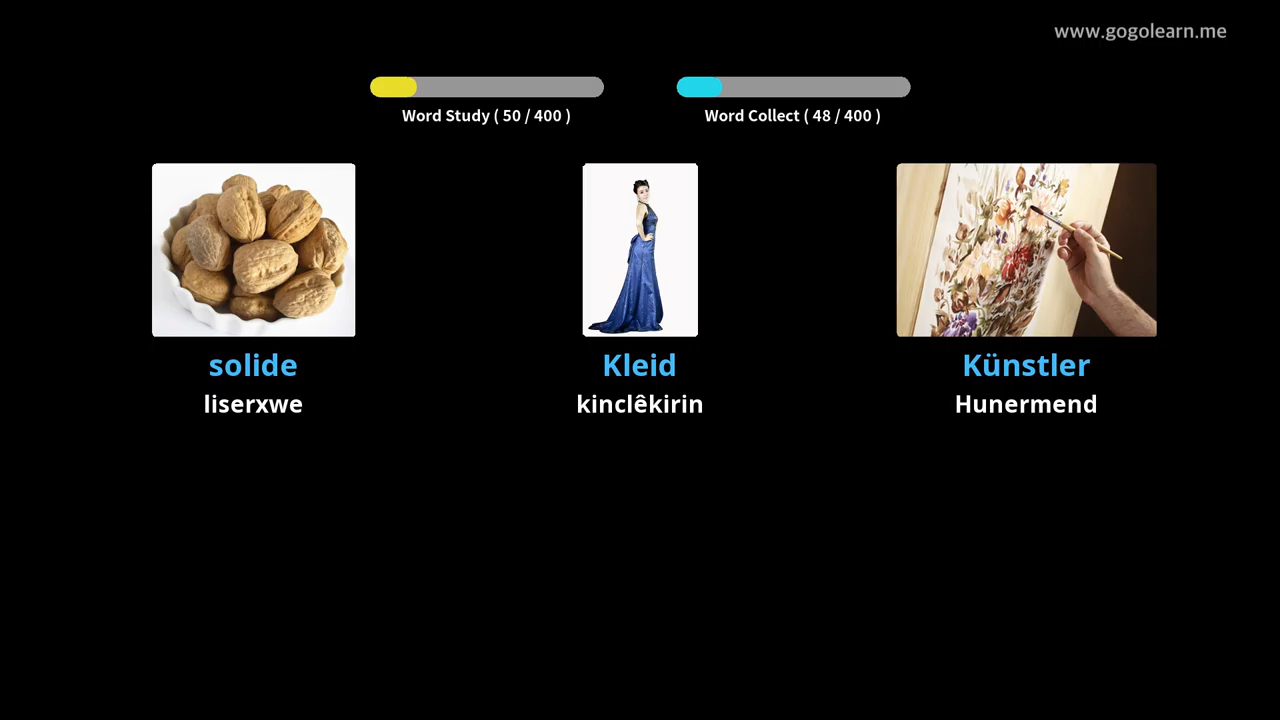 www.gogolearn.me
Word Study ( 50 / 400 )
Word Collect ( 48 / 400 )
solide
liserxwe
Kleid
kinclêkirin
Künstler
Hunermend